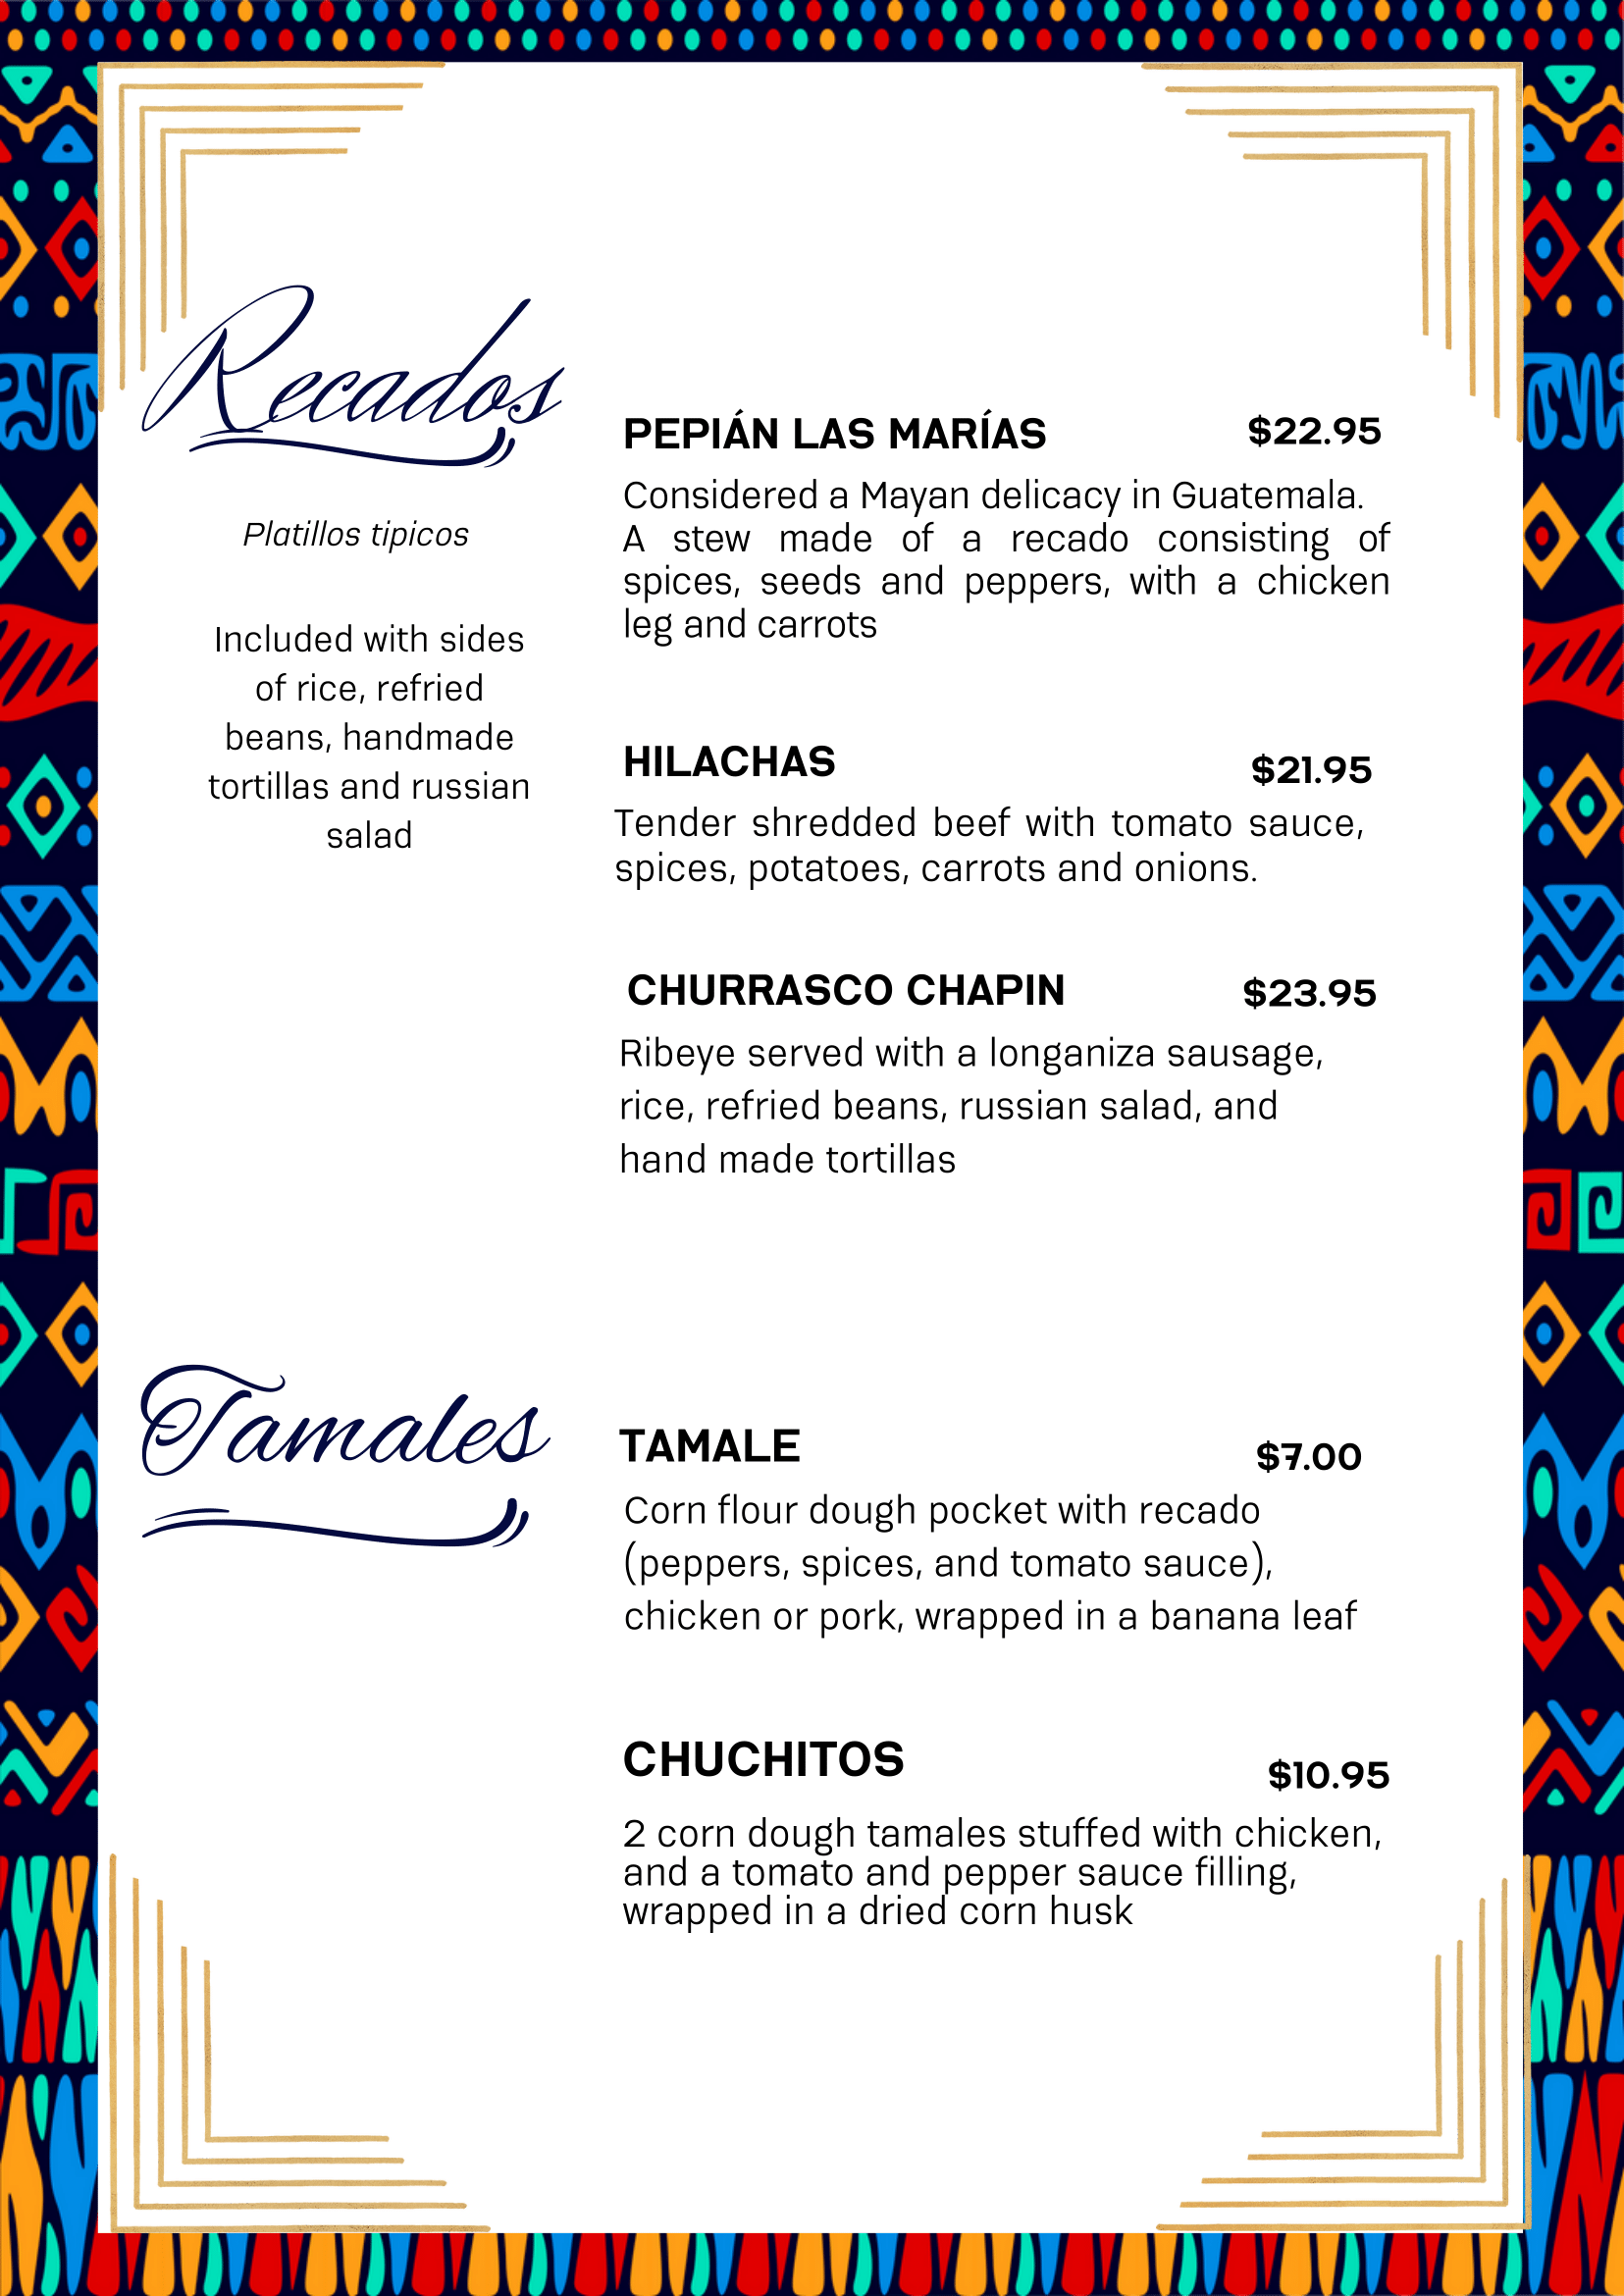 Recados
Platillos tipicos
Included with sides
of rice, refried
beans, handmade
tortillas and russian
salad
PEPIÁN LAS MARÍAS $22.95
Considered a Mayan delicacy in Guatemala.
A stew made of a recado consisting of
spices, seeds and peppers, with a chicken
leg and carrots
HILACHAS $21.95
Tender shredded beef with tomato sauce,
spices, potatoes, carrots and onions.
CHURRASCO CHAPIN $23.95
Ribeye served with a longaniza sausage,
rice, refried beans, russian salad, and
hand made tortillas
Tamales
TAMALE $7.00
Corn flour dough pocket with recado
(peppers, spices, and tomato sauce),
chicken or pork, wrapped in a banana leaf
CHUCHITOS $10.95
2 corn dough tamales stuffed with chicken,
and a tomato and pepper sauce filling,
wrapped in a dried corn husk